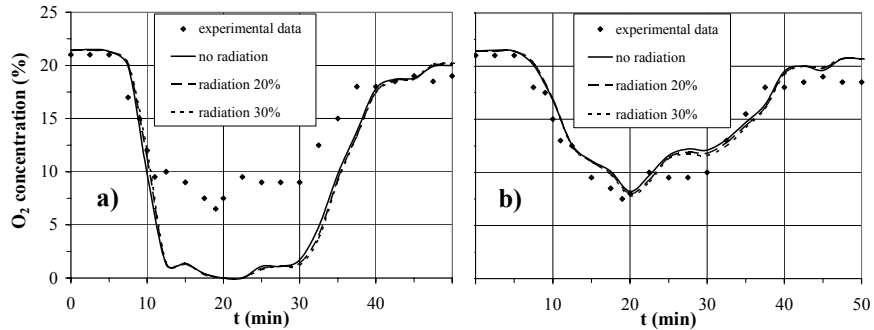 O2 concentration (%)
25
20
15
10
5
0
experimental data
no radiation
radiation 20%
radiation 30%
a)
0 10 20 30 40
t (min)
experimental data
no radiation
radiation 20%
radiation 30%
b)
0 10 20 30 40 50
t (min)